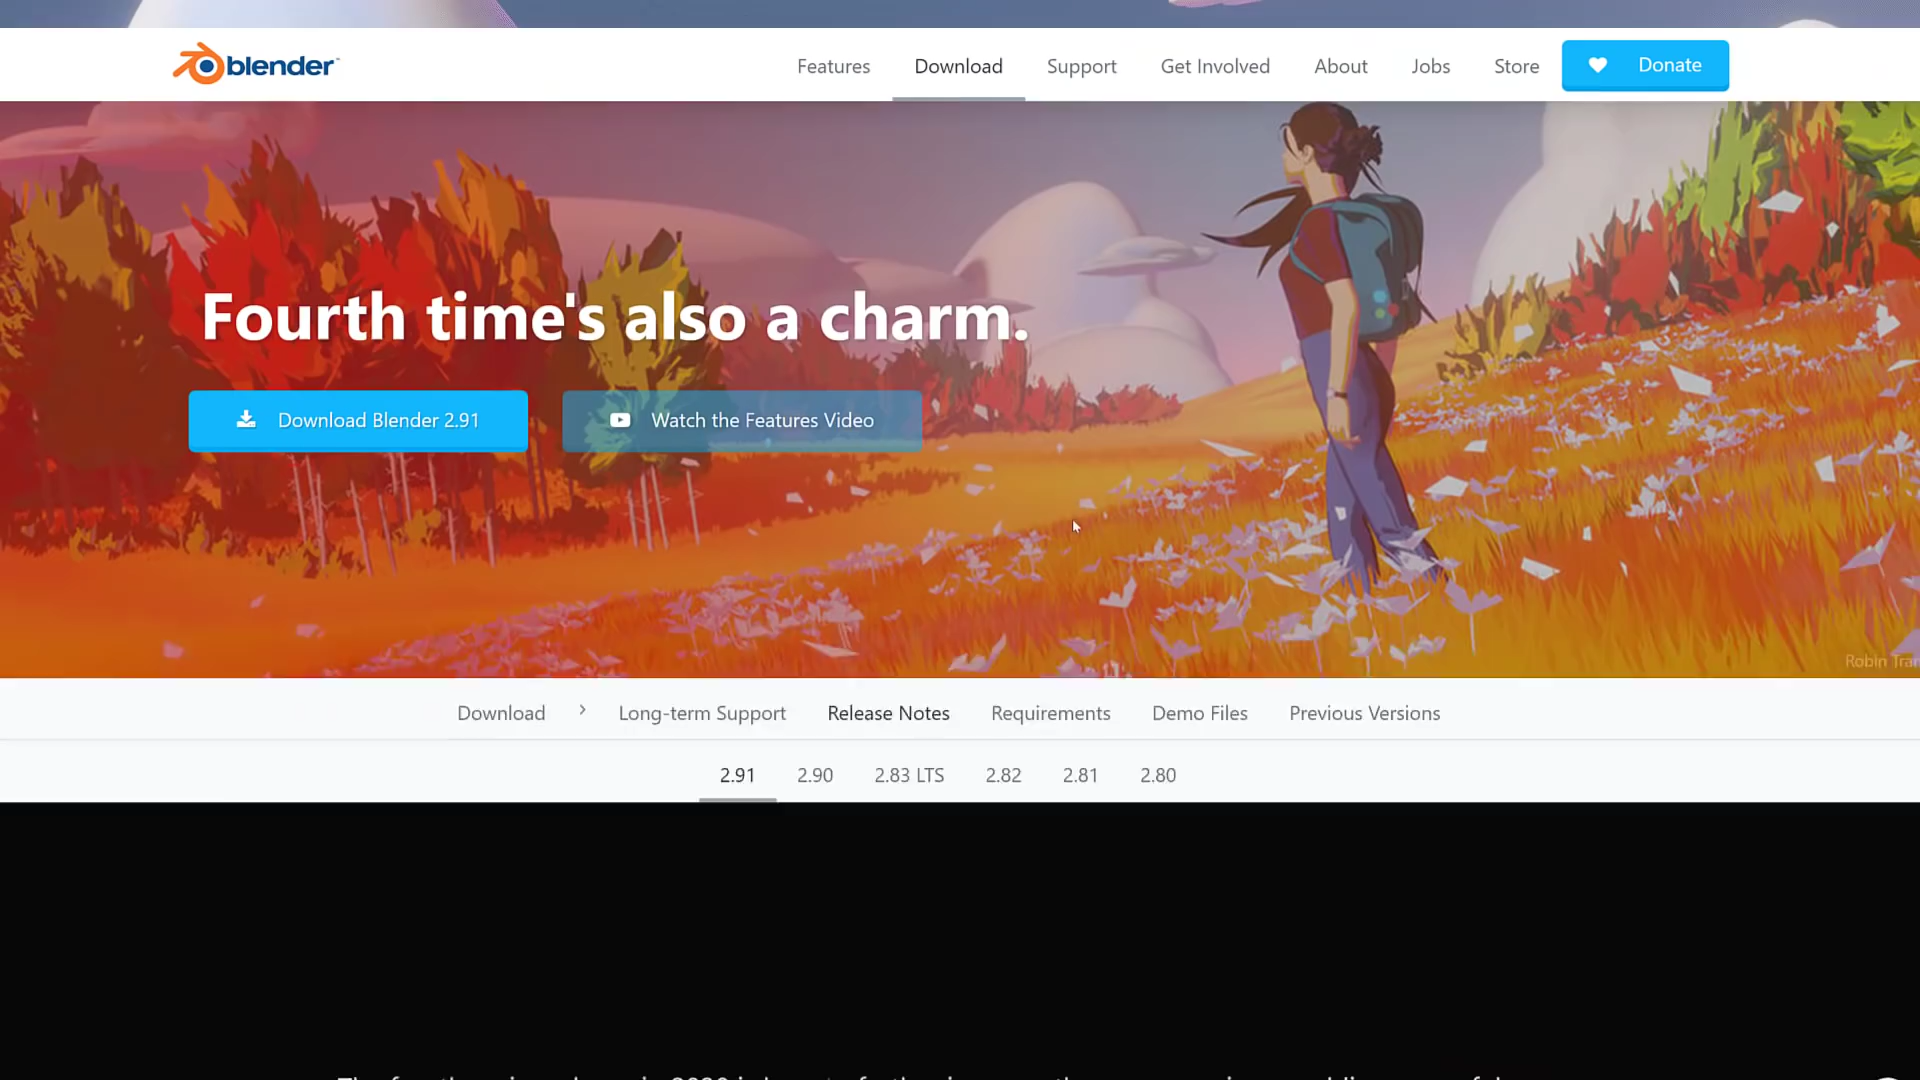 blender
Features
Download
Support
Get Involved
About
Jobs
Store
Donate
Fourth time's also a charm.
Download Blender 2.91
Watch the Features Video
Robin Tran
Download
Long-term Support
Release Notes
Requirements
Demo Files
Previous Versions
2.91
2.90
2.83 LTS
2.82
2.81
2.80